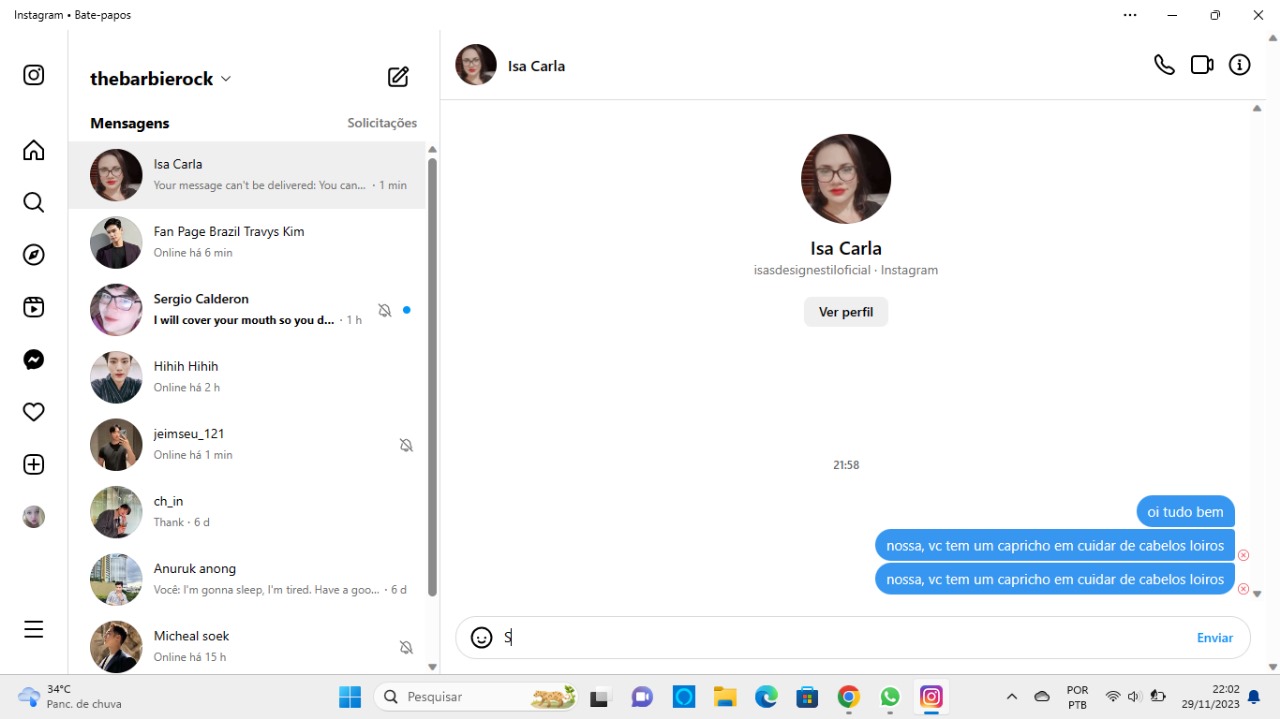 Instagram • Bate-papos
thebarbierock
Mensagens
Solicitações
Isa Carla
Your message can't be delivered: You can... · 1 min
Fan Page Brazil Travys Kim
Online há 6 min
Sergio Calderon
I will cover your mouth so you d... · 1 h
Hihih Hihih
Online há 2 h
jeimseu_121
Online há 1 min
ch_in
Thank · 6 d
Anuruk anong
Você: I'm gonna sleep, I'm tired. Have a goo... · 6 d
Micheal soek
Online há 15 h
Isa Carla
Isa Carla
isasdesignestiloficial · Instagram
Ver perfil
21:58
oi tudo bem
nossa, vc tem um capricho em cuidar de cabelos loiros
nossa, vc tem um capricho em cuidar de cabelos loiros
S
Enviar
34°C
Panc. de chuva
Pesquisar
POR
PTB
22:03
29/11/2023